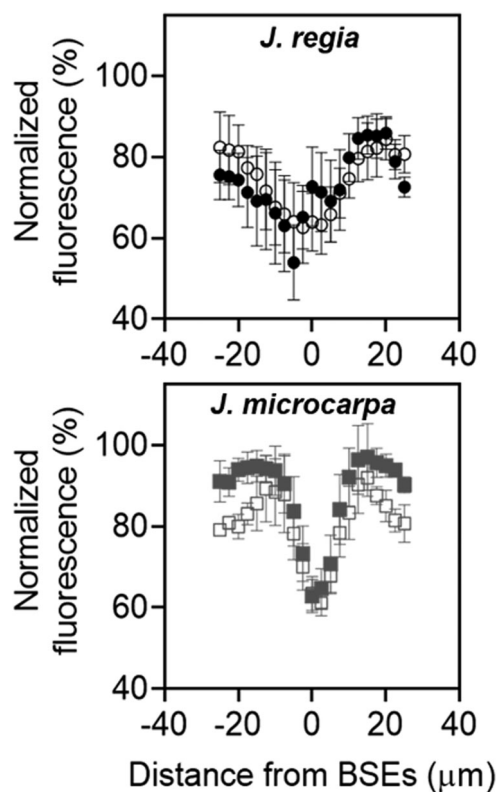 J. regia
Normalized
fluorescence (%)
100
80
60
40
-40 -20 0 20 40
J. microcarpa
Normalized
fluorescence (%)
100
80
60
40
-40 -20 0 20 40
Distance from BSEs (μm)